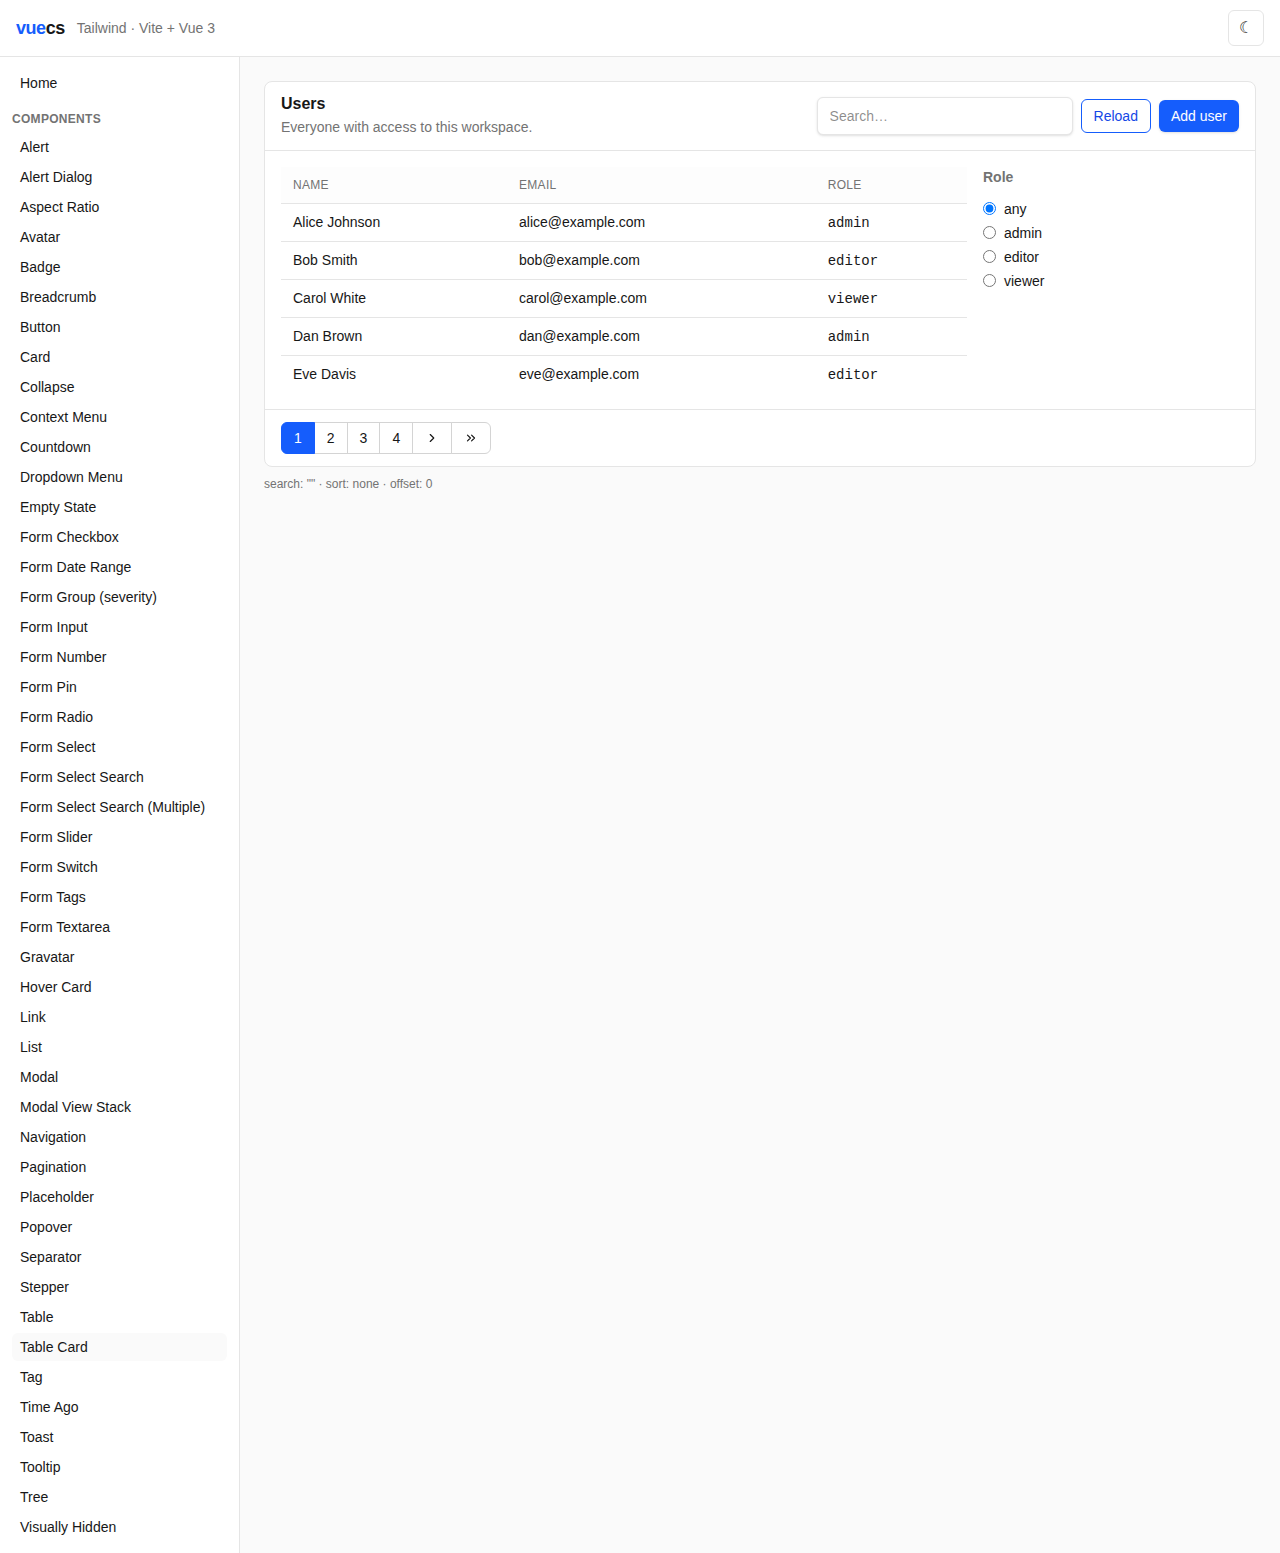 vuecs Tailwind · Vite + Vue 3
Home
COMPONENTS
Alert
Alert Dialog
Aspect Ratio
Avatar
Badge
Breadcrumb
Button
Card
Collapse
Context Menu
Countdown
Dropdown Menu
Empty State
Form Checkbox
Form Date Range
Form Group (severity)
Form Input
Form Number
Form Pin
Form Radio
Form Select
Form Select Search
Form Select Search (Multiple)
Form Slider
Form Switch
Form Tags
Form Textarea
Gravatar
Hover Card
Link
List
Modal
Modal View Stack
Navigation
Pagination
Placeholder
Popover
Separator
Stepper
Table
Table Card
Tag
Time Ago
Toast
Tooltip
Tree
Visually Hidden
Users
Everyone with access to this workspace.
Search… Reload Add user
NAME EMAIL ROLE
Alice Johnson alice@example.com admin
Bob Smith bob@example.com editor
Carol White carol@example.com viewer
Dan Brown dan@example.com admin
Eve Davis eve@example.com editor
Role
any
admin
editor
viewer
1 2 3 4 › »
search: "" · sort: none · offset: 0